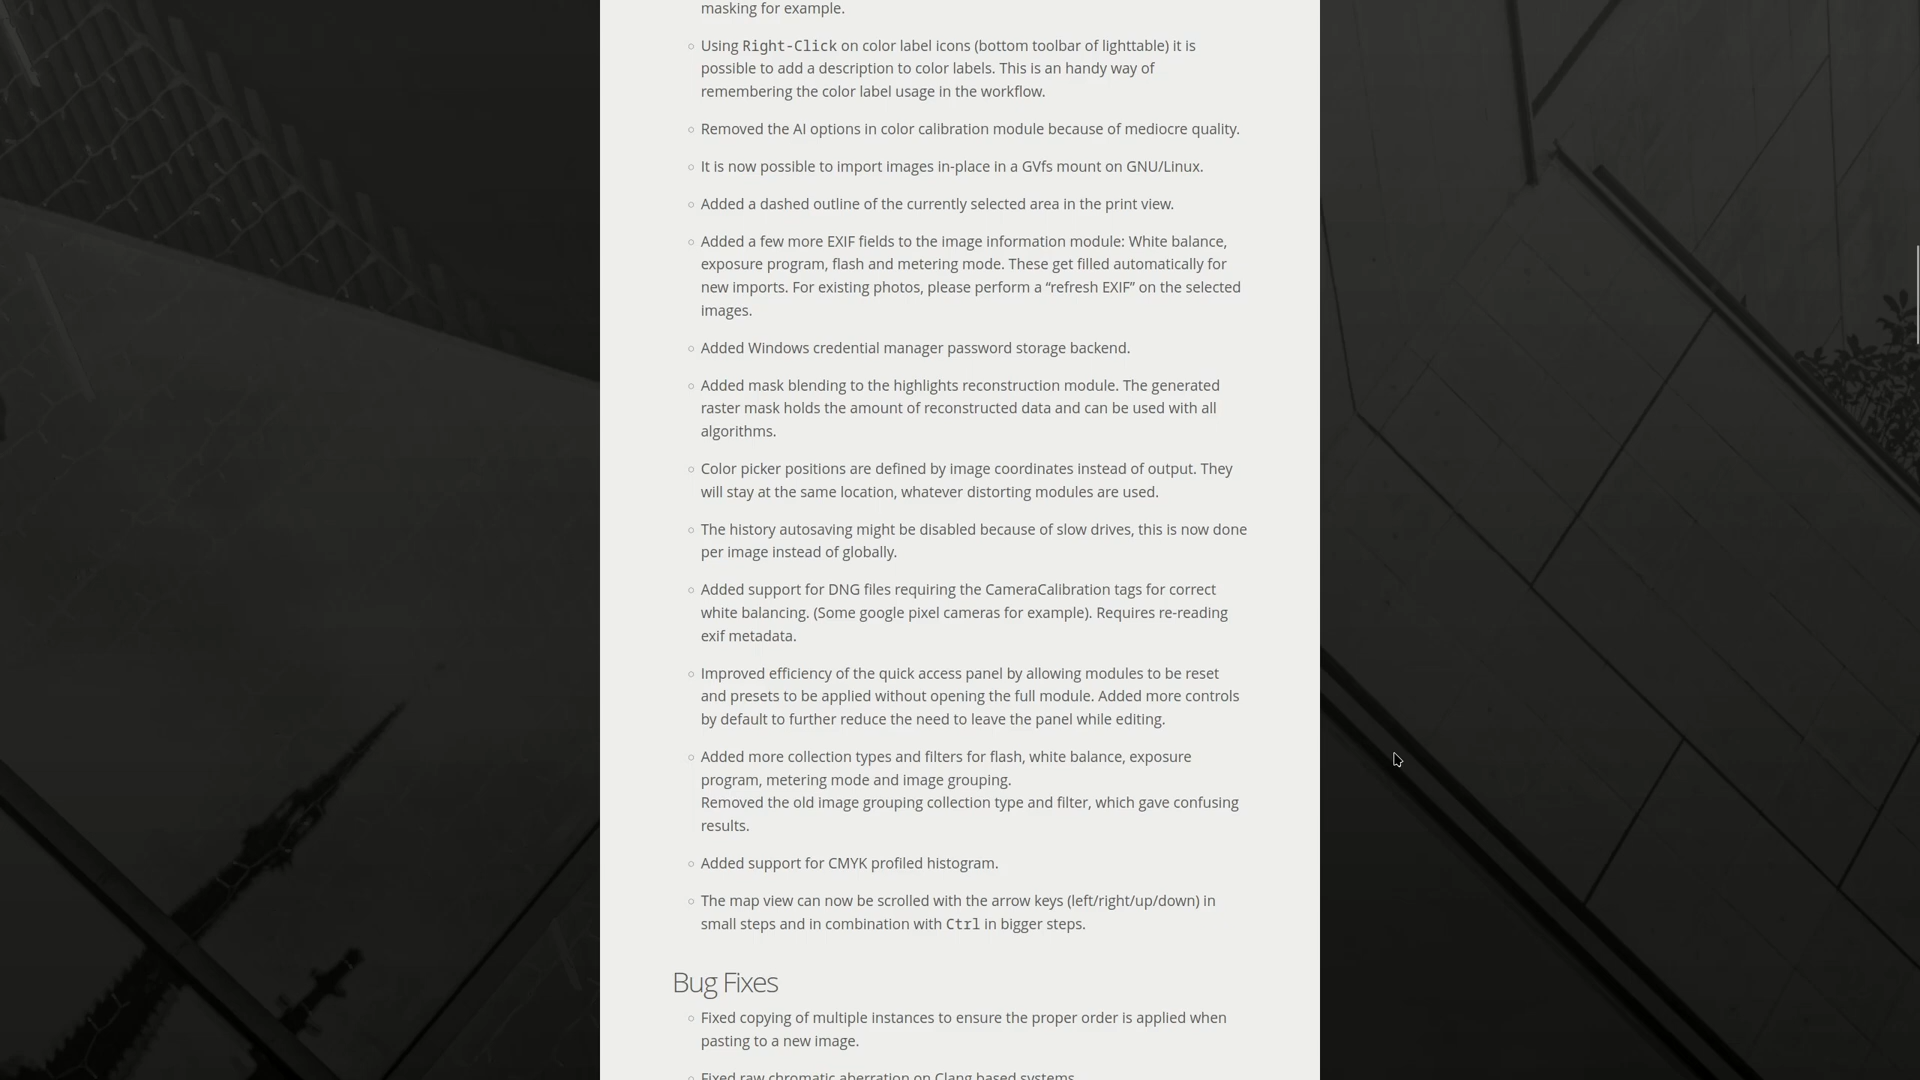 masking for example.
Using Right-Click on color label icons (bottom toolbar of lighttable) it is
possible to add a description to color labels. This is an handy way of
remembering the color label usage in the workflow.
Removed the AI options in color calibration module because of mediocre quality.
It is now possible to import images in-place in a GVfs mount on GNU/Linux.
Added a dashed outline of the currently selected area in the print view.
Added a few more EXIF fields to the image information module: White balance,
exposure program, flash and metering mode. These get filled automatically for
new imports. For existing photos, please perform a “refresh EXIF” on the selected
images.
Added Windows credential manager password storage backend.
Added mask blending to the highlights reconstruction module. The generated
raster mask holds the amount of reconstructed data and can be used with all
algorithms.
Color picker positions are defined by image coordinates instead of output. They
will stay at the same location, whatever distorting modules are used.
The history autosaving might be disabled because of slow drives, this is now done
per image instead of globally.
Added support for DNG files requiring the CameraCalibration tags for correct
white balancing. (Some google pixel cameras for example). Requires re-reading
exif metadata.
Improved efficiency of the quick access panel by allowing modules to be reset
and presets to be applied without opening the full module. Added more controls
by default to further reduce the need to leave the panel while editing.
Added more collection types and filters for flash, white balance, exposure
program, metering mode and image grouping.
Removed the old image grouping collection type and filter, which gave confusing
results.
Added support for CMYK profiled histogram.
The map view can now be scrolled with the arrow keys (left/right/up/down) in
small steps and in combination with Ctrl in bigger steps.
Bug Fixes
Fixed copying of multiple instances to ensure the proper order is applied when
pasting to a new image.
Fixed raw chromatic aberration on Clang based systems.